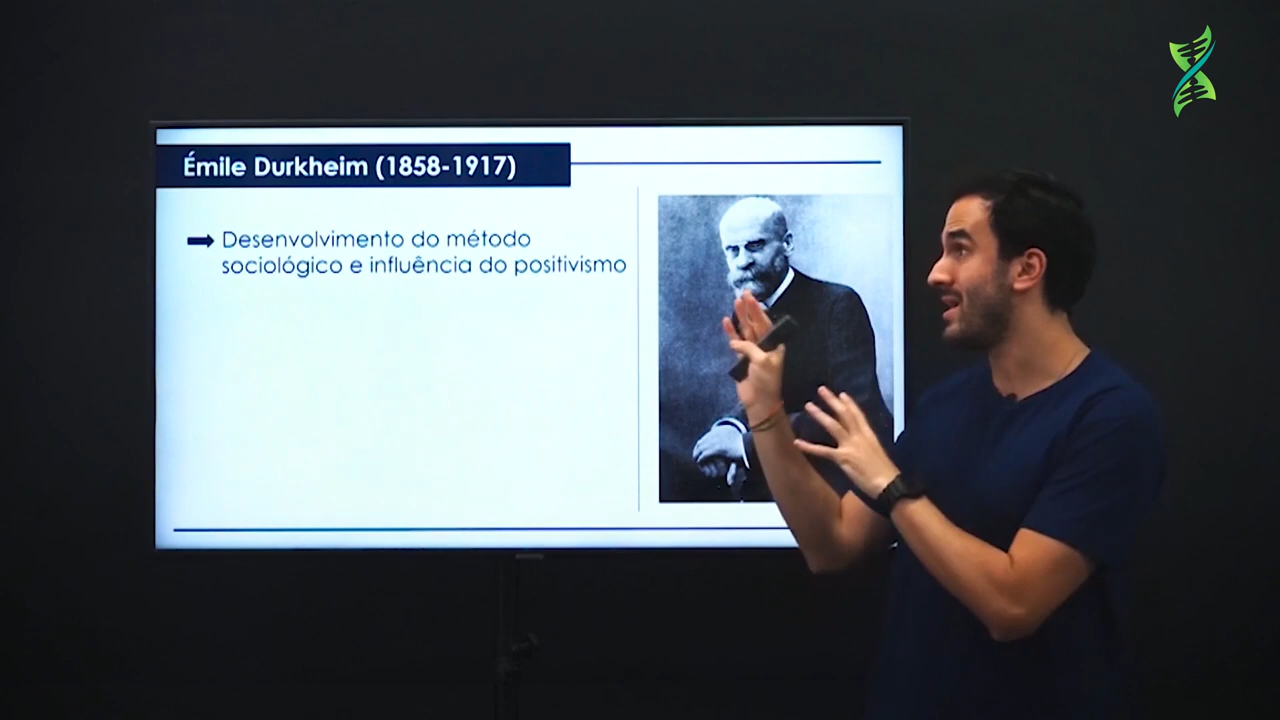 Émile Durkheim (1858-1917)
Desenvolvimento do método
sociológico e influência do positivismo